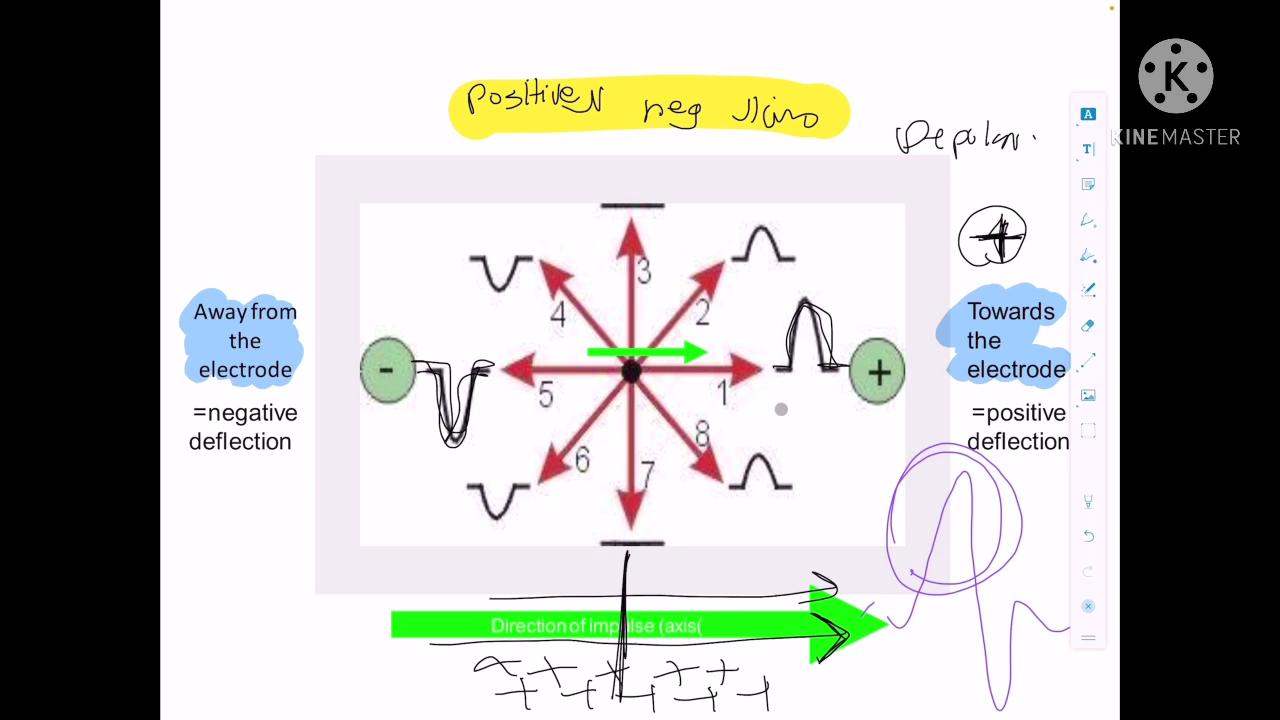 positive neg
Depolar.
K
KINEMASTER
A
T
+
3
4
2
Away from
the
electrode
Towards
the
electrode
-
5
1
+
=negative
deflection
=positive
deflection
6
8
7
Direction of impulse (axis(
+ + + +
+ + + + +